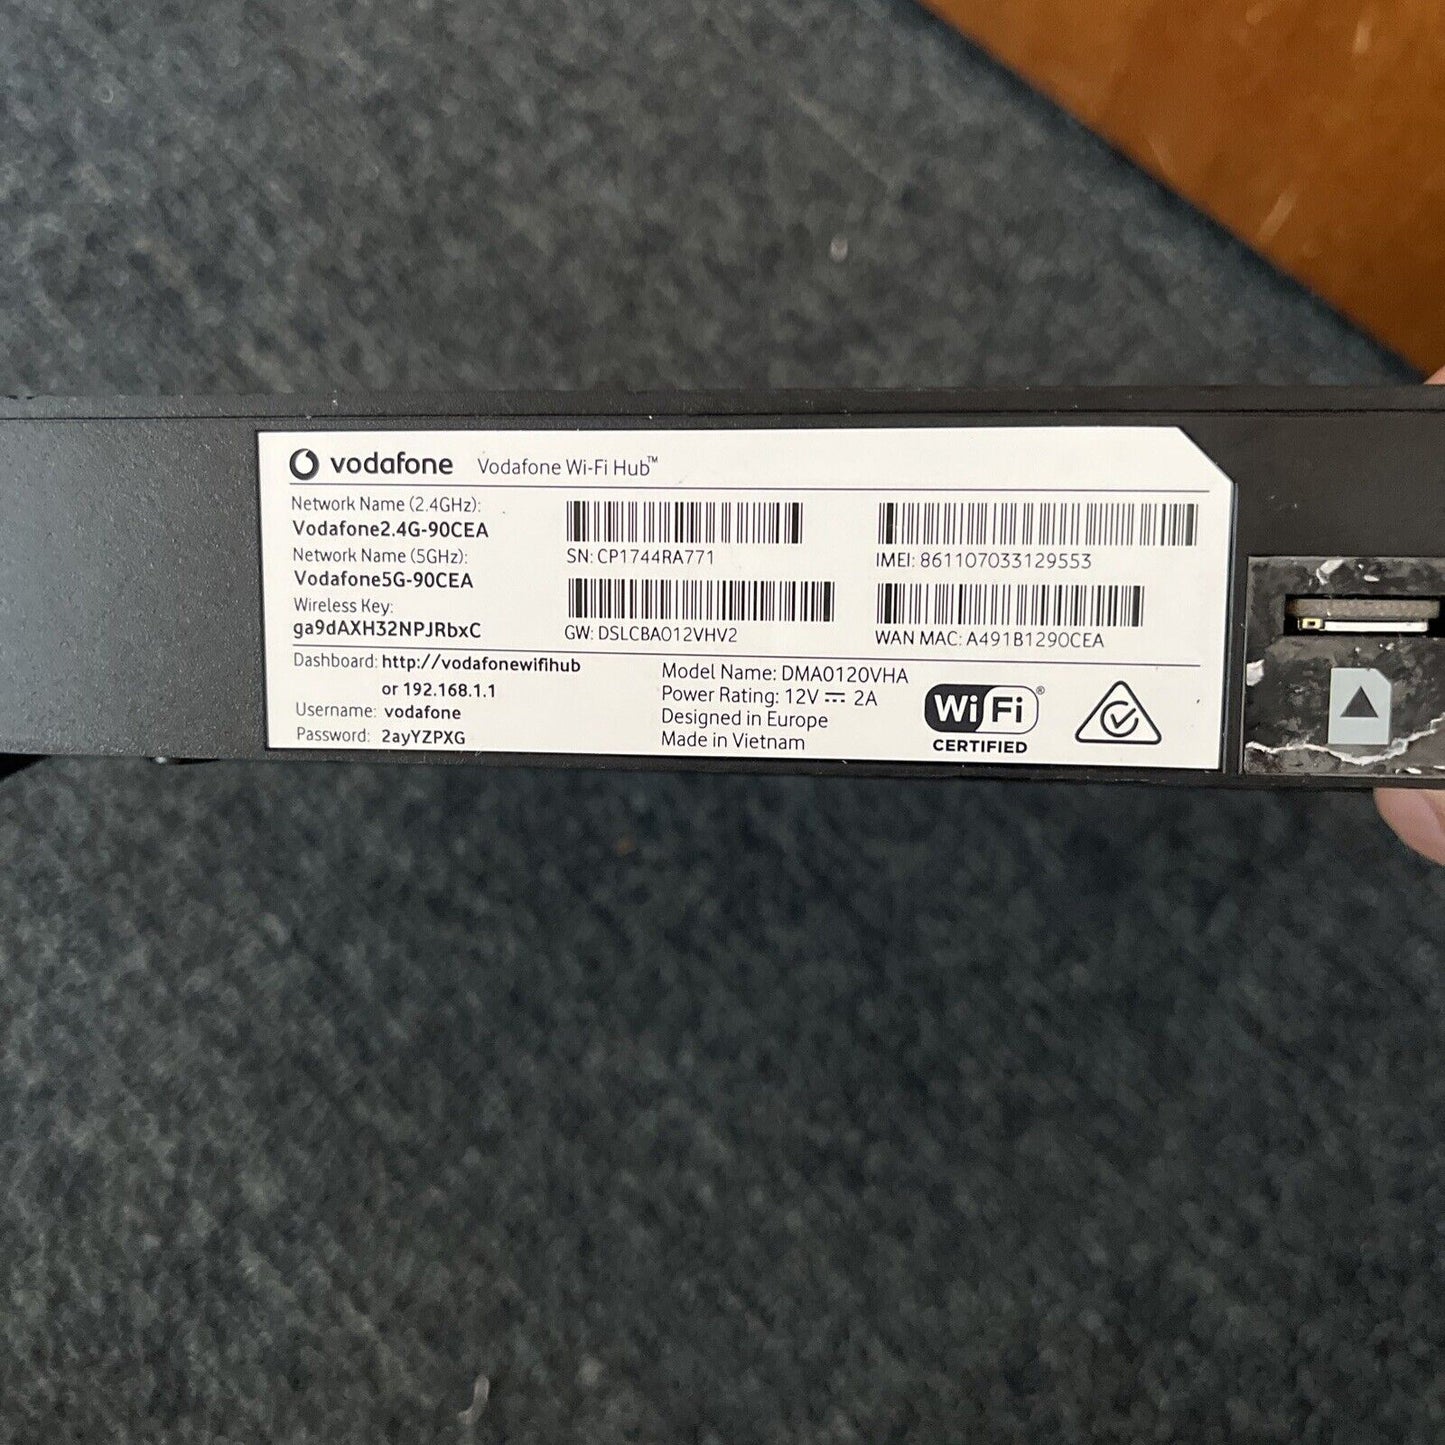 vodafone Vodafone Wi-Fi Hub™
Network Name (2.4GHz):
Vodafone2.4G-90CEA
Network Name (5GHz):
Vodafone5G-90CEA
Wireless Key:
ga9dAXH32NPJRbxC
SN: CP1744RA771
GW: DSLCBA012VHV2
IMEI: 861107033129553
WAN MAC: A491B1290CEA
Dashboard: http://vodafonewifihub
or 192.168.1.1
Username: vodafone
Password: 2ayYZPXG
Model Name: DMA0120VHA
Power Rating: 12V ⎓ 2A
Designed in Europe
Made in Vietnam
Wi Fi ®
CERTIFIED